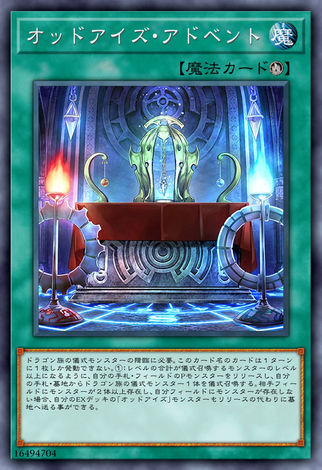 オッドアイズ・アドベント
魔
【魔法カード】
ドラゴン族の儀式モンスターの降臨に必要。このカード名のカードは1ターン
に1枚しか発動できない。①:レベルの合計が儀式召喚するモンスターのレベル
以上になるように、自分の手札・フィールドのPモンスターをリリースし、自分
の手札・墓地からドラゴン族の儀式モンスター1体を儀式召喚する。相手フィール
ドにモンスターが2体以上存在し、自分フィールドにモンスターが存在しな
い場合、自分のEXデッキの「オッドアイズ」モンスターもリリースの代わりに墓
地へ送る事ができる。
16494704